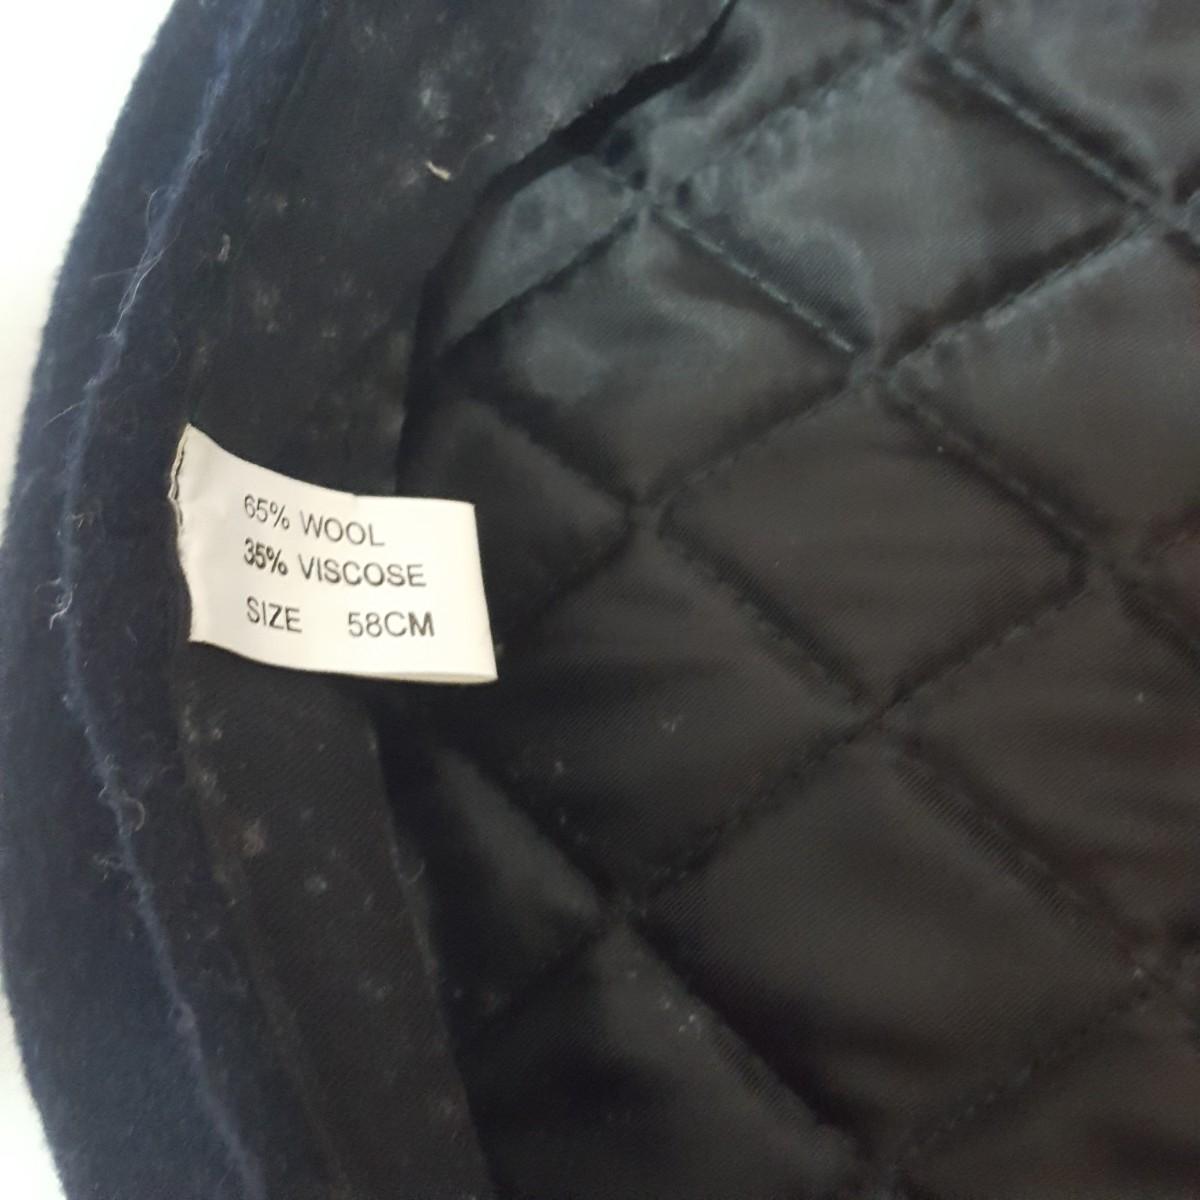 65% WOOL
35% VISCOSE
SIZE 58CM